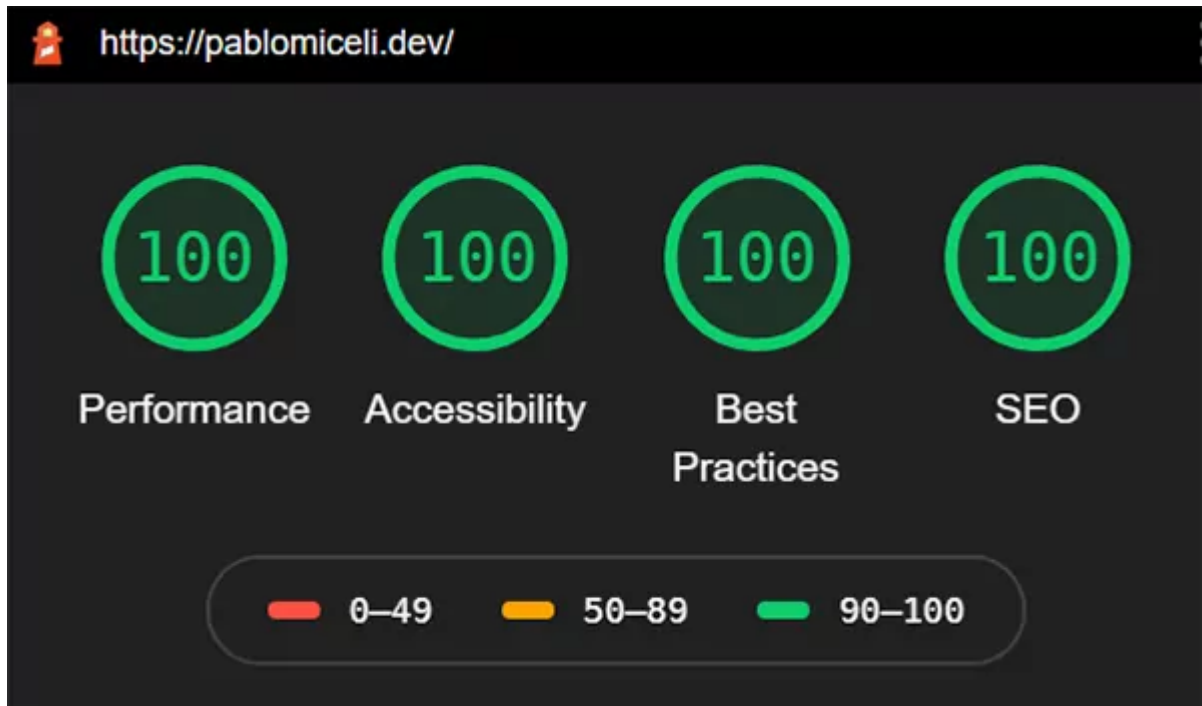 https://pablomiceli.dev/
100 100 100 100
Performance Accessibility Best Practices SEO
0–49 50–89 90–100